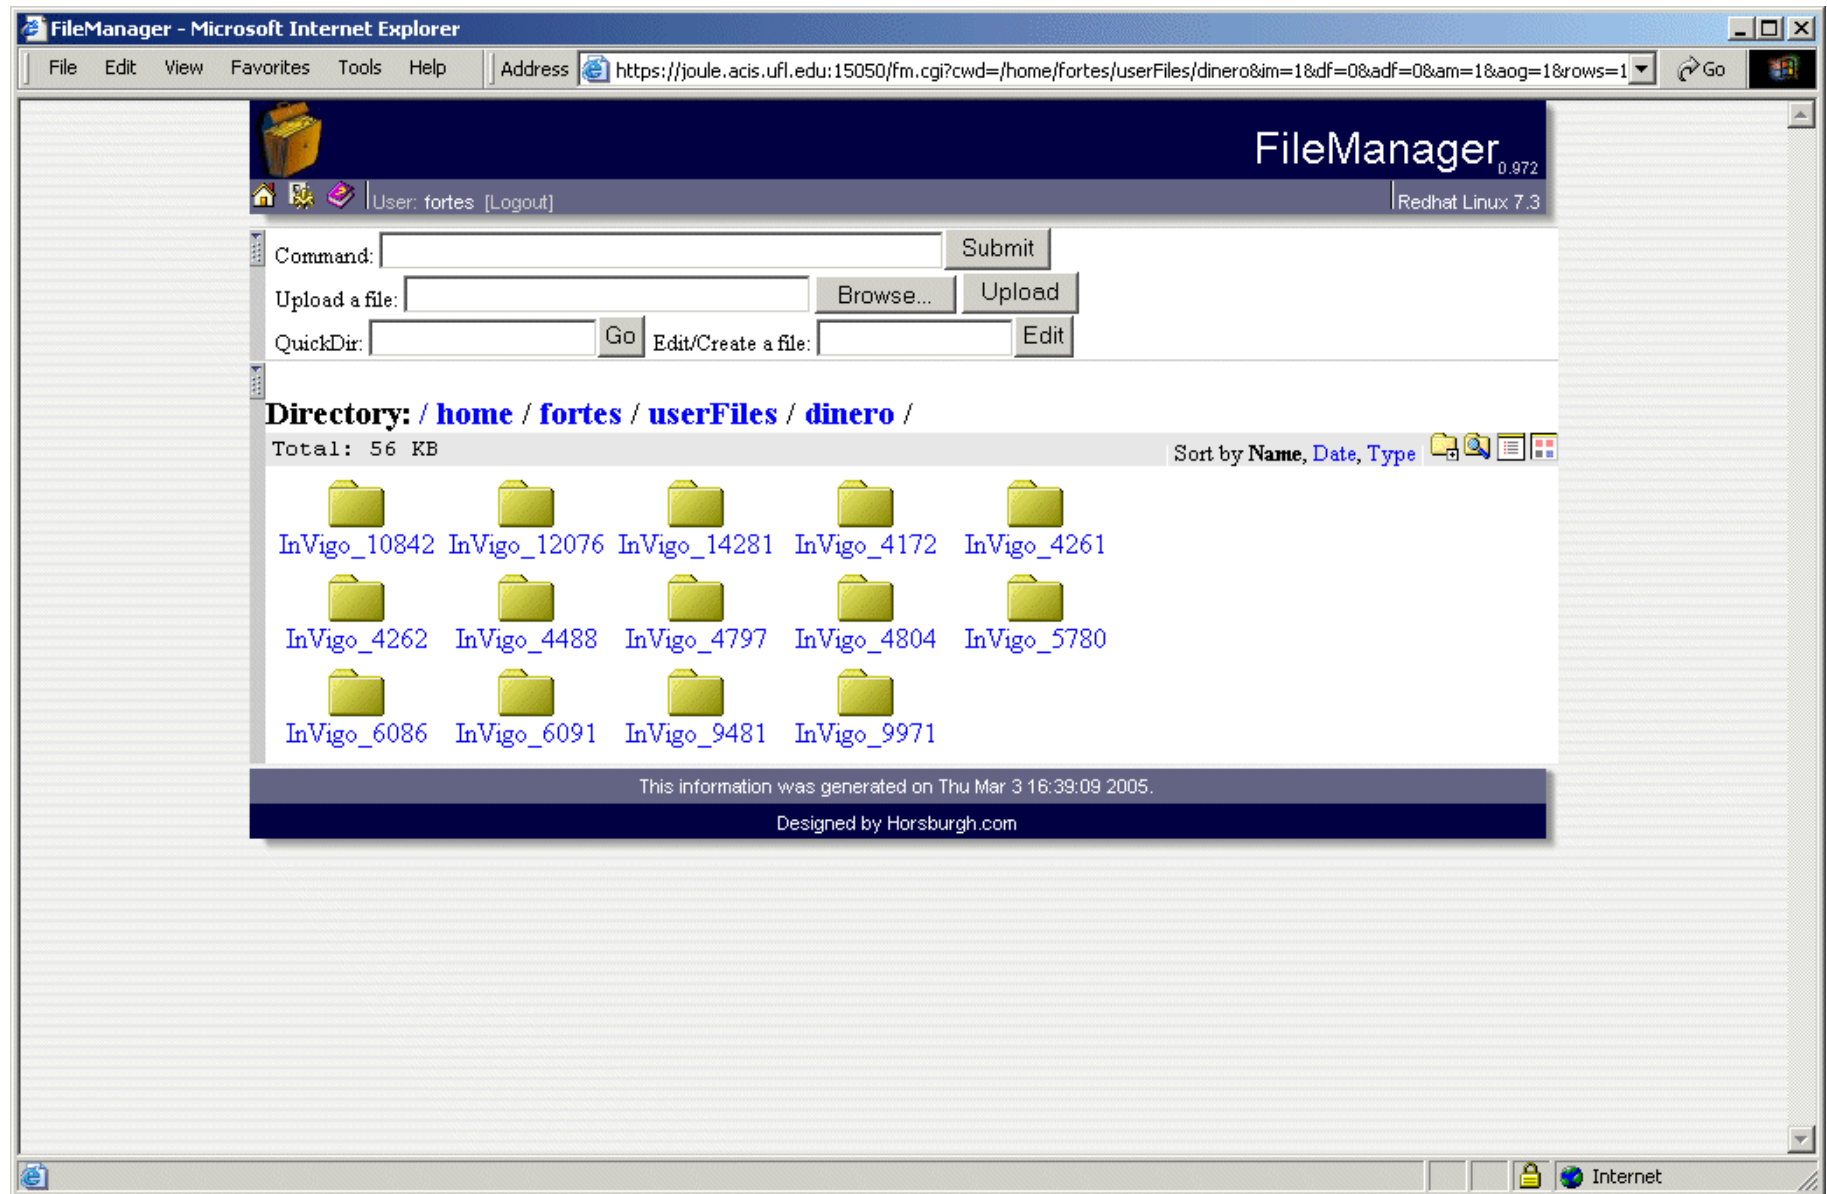 FileManager - Microsoft Internet Explorer
File Edit View Favorites Tools Help Address https://joule.acis.ufl.edu:15050/fm.cgi?cwd=/home/fortes/userFiles/dinero&im=1&df=0&adf=0&am=1&aog=1&rows=1 Go
FileManager 0.972
User: fortes [Logout] Redhat Linux 7.3
Command: Submit
Upload a file: Browse... Upload
QuickDir: Go Edit/Create a file: Edit
Directory: / home / fortes / userFiles / dinero /
Total: 56 KB Sort by Name, Date, Type
InVigo_10842 InVigo_12076 InVigo_14281 InVigo_4172 InVigo_4261
InVigo_4262 InVigo_4488 InVigo_4797 InVigo_4804 InVigo_5780
InVigo_6086 InVigo_6091 InVigo_9481 InVigo_9971
This information was generated on Thu Mar 3 16:39:09 2005.
Designed by Horsburgh.com
Internet